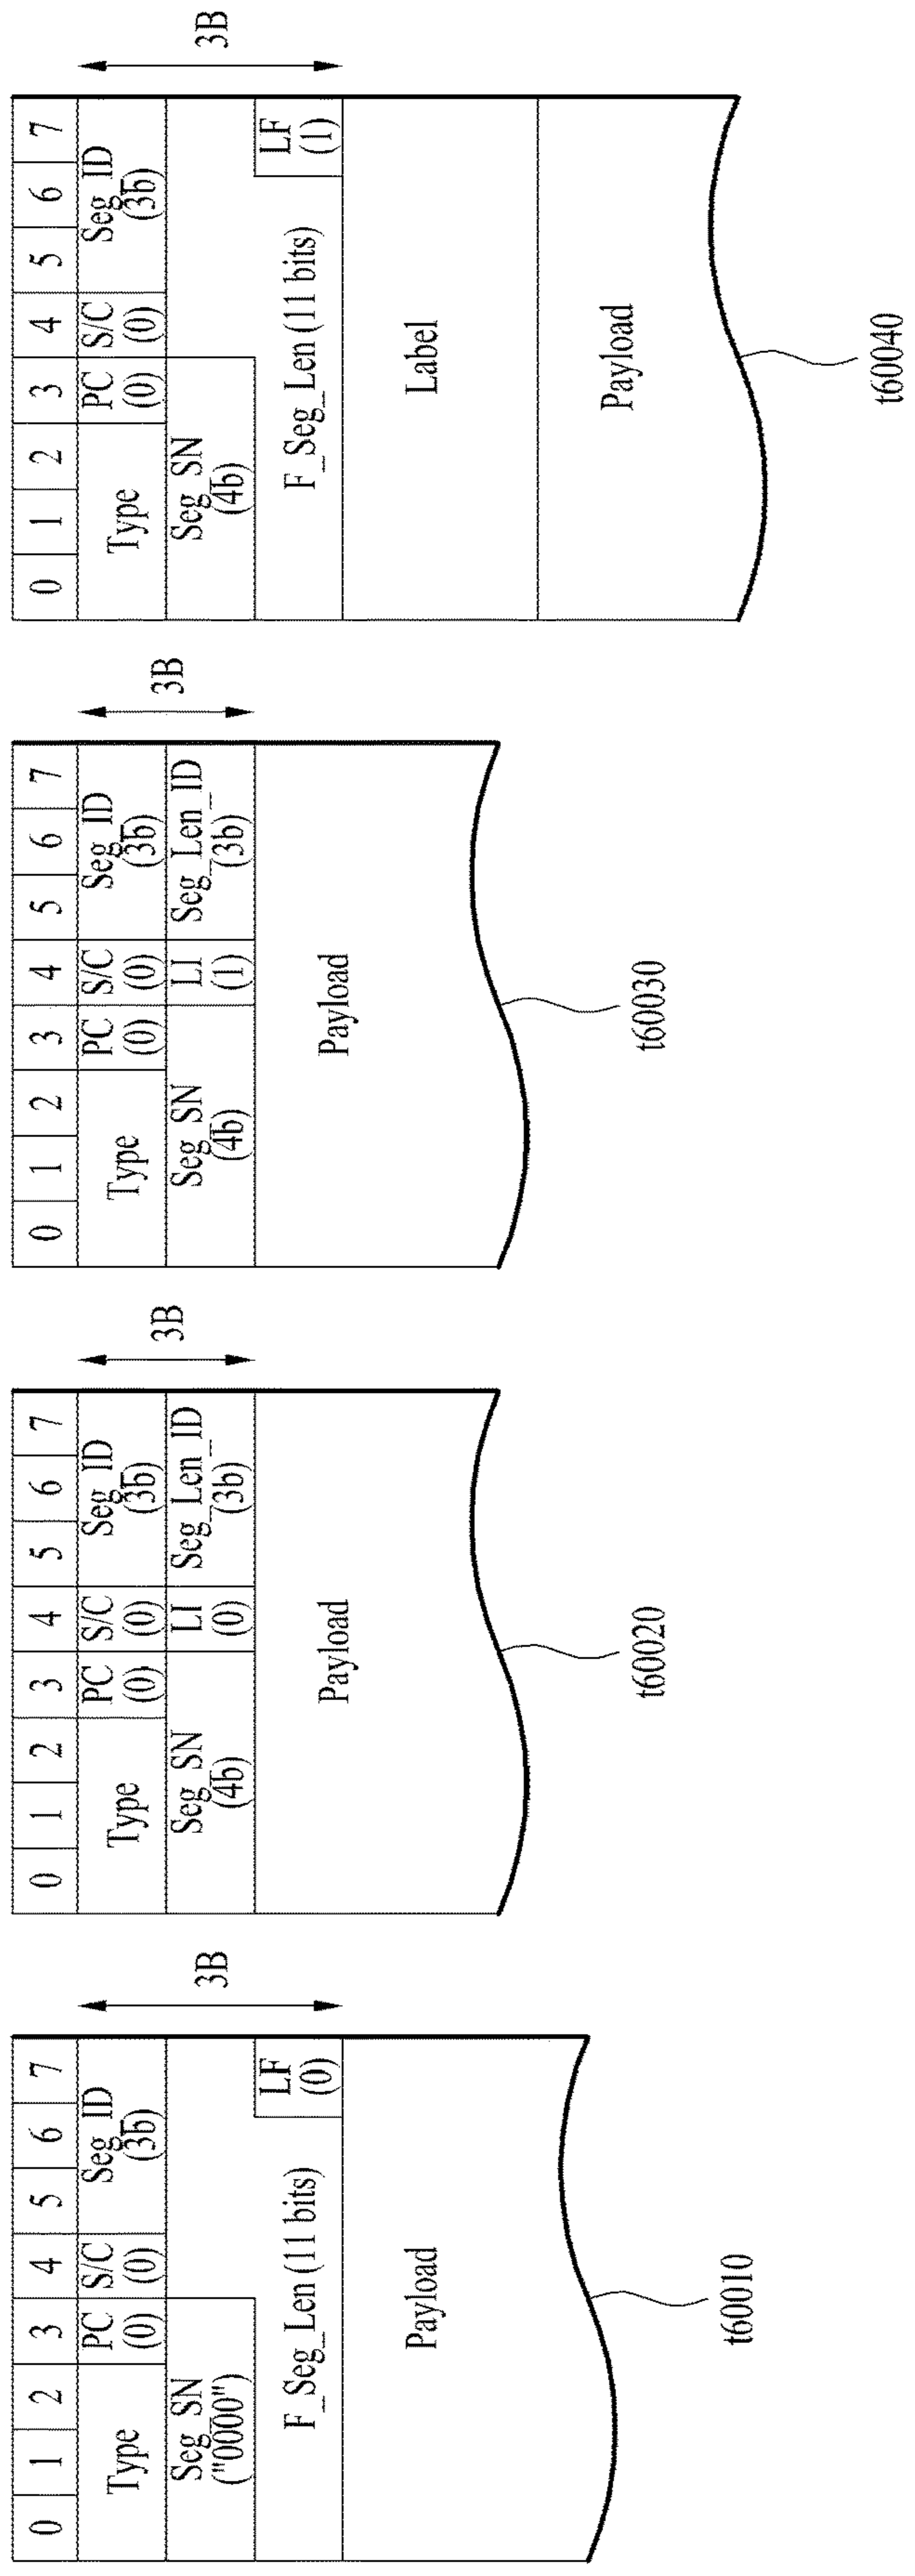 0 1 2 3 4 5 6 7
Type PC S/C Seg_ID
(0) (0) (3b)
3B
Seg_SN
("0000")
F_Seg_Len (11 bits) LF
(0)
Payload
t60010
0 1 2 3 4 5 6 7
Type PC S/C Seg_ID
(0) (0) (3b)
3B
Seg_SN LI Seg_Len_ID
(4b) (0) (3b)
Payload
t60020
0 1 2 3 4 5 6 7
Type PC S/C Seg_ID
(0) (0) (3b)
3B
Seg_SN LI Seg_Len_ID
(4b) (1) (3b)
Payload
t60030
0 1 2 3 4 5 6 7
Type PC S/C Seg_ID
(0) (0) (3b)
3B
Seg_SN
(4b)
F_Seg_Len (11 bits) LF
(1)
Label
Payload
t60040